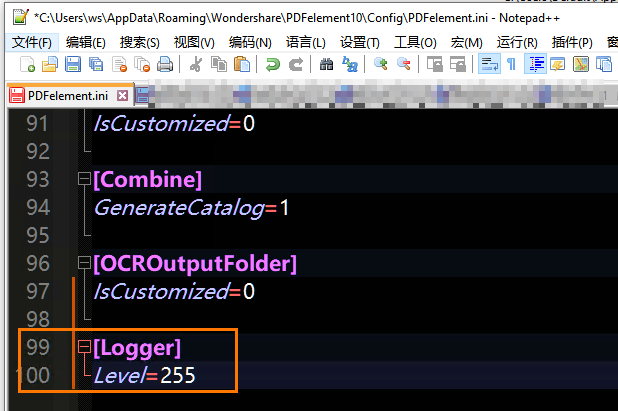 *C:\Users\ws\AppData\Roaming\Wondershare\PDFelement10\Config\PDFelement.ini - Notepad++
文件(F) 编辑(E) 搜索(S) 视图(V) 编码(N) 语言(L) 设置(T) 工具(O) 宏(M) 运行(R) 插件(P) 窗
PDFelement.ini
91 IsCustomized=0
92
93 [Combine]
94 GenerateCatalog=1
95
96 [OCROutputFolder]
97 IsCustomized=0
98
99 [Logger]
100 Level=255